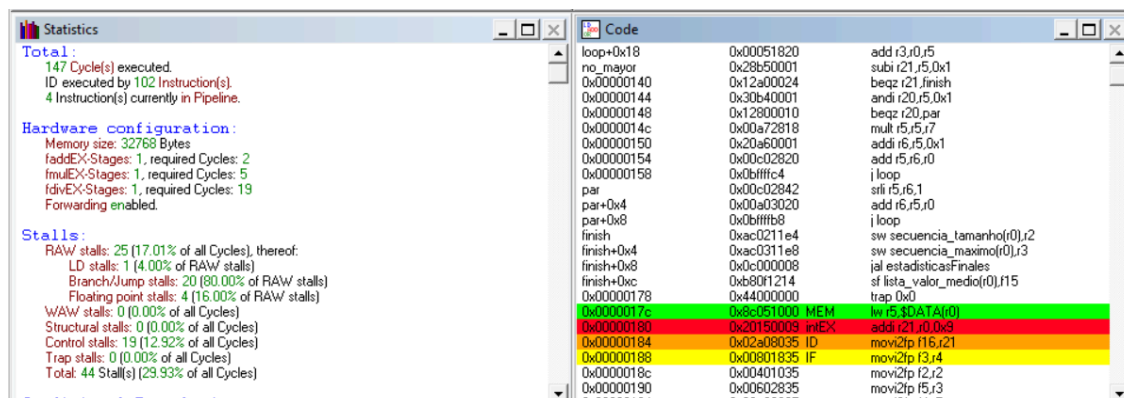 Statistics
Total:
147 Cycle(s) executed.
ID executed by 102 Instruction(s).
4 Instruction(s) currently in Pipeline.
Hardware configuration:
Memory size: 32768 Bytes
faddEX-Stages: 1, required Cycles: 2
fmulEX-Stages: 1, required Cycles: 5
fdivEX-Stages: 1, required Cycles: 19
Forwarding enabled.
Stalls:
RAW stalls: 25 (17.01% of all Cycles), thereof:
LD stalls: 1 (4.00% of RAW stalls)
Branch/Jump stalls: 20 (80.00% of RAW stalls)
Floating point stalls: 4 (16.00% of RAW stalls)
WAW stalls: 0 (0.00% of all Cycles)
Structural stalls: 0 (0.00% of all Cycles)
Control stalls: 19 (12.92% of all Cycles)
Trap stalls: 0 (0.00% of all Cycles)
Total: 44 Stall(s) (29.93% of all Cycles)
Code
loop+0x18 0x00051820 add r3,r0,r5
no_mayor 0x28b50001 subi r21,r5,0x1
0x00000140 0x12a00024 beqz r21,finish
0x00000144 0x30b40001 andi r20,r5,0x1
0x00000148 0x12800010 beqz r20,par
0x0000014c 0x00a72818 mult r5,r5,r7
0x00000150 0x20a60001 addi r6,r5,0x1
0x00000154 0x00c02820 add r5,r6,r0
0x00000158 0x0bffffc4 j loop
par 0x00c02842 srli r5,r6,1
par+0x4 0x00a03020 add r6,r5,r0
par+0x8 0x0bffffb8 j loop
finish 0xac0211e4 sw secuencia_tamanho(r0),r2
finish+0x4 0xac0311e8 sw secuencia_maximo(r0),r3
finish+0x8 0x0c000008 jal estadisticasFinales
finish+0xc 0xb80f1214 sf lista_valor_medio(r0),f15
0x00000178 0x44000000 trap 0x0
0x0000017c 0x8c051000 MEM lw r5,$DATA(r0)
0x00000180 0x20150009 intEX addi r21,r0,0x9
0x00000184 0x02a08035 ID movi2fp f16,r21
0x00000188 0x00801835 IF movi2fp f3,r4
0x0000018c 0x00401035 movi2fp f2,r2
0x00000190 0x00602835 movi2fp f5,r3